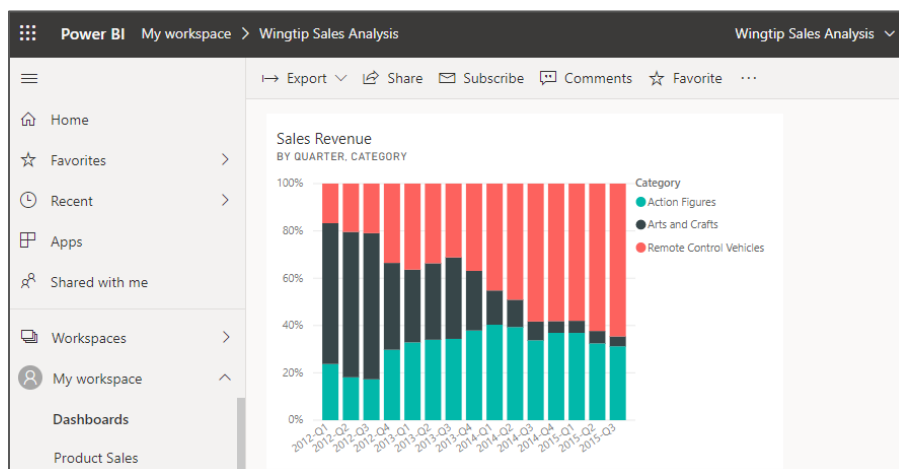 Power BI My workspace > Wingtip Sales Analysis Wingtip Sales Analysis
Export Share Subscribe Comments Favorite ...
Home
Favorites
Recent
Apps
Shared with me
Workspaces
My workspace
Dashboards
Product Sales
Sales Revenue
BY QUARTER, CATEGORY
100%
80%
60%
40%
20%
0%
2012-Q1 2012-Q2 2012-Q3 2012-Q4 2013-Q1 2013-Q2 2013-Q3 2013-Q4 2014-Q1 2014-Q2 2014-Q3 2014-Q4 2015-Q1 2015-Q2 2015-Q3
Category
Action Figures
Arts and Crafts
Remote Control Vehicles